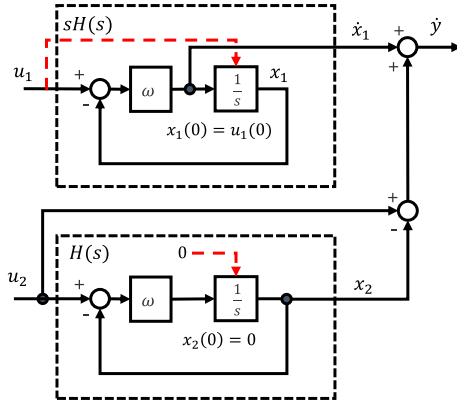 sH(s)
ẋ₁
+
ẏ
+
u₁
+
-
ω
1
s
x₁
x₁(0) = u₁(0)
+
-
H(s)
0
u₂
+
-
ω
1
s
x₂
x₂(0) = 0